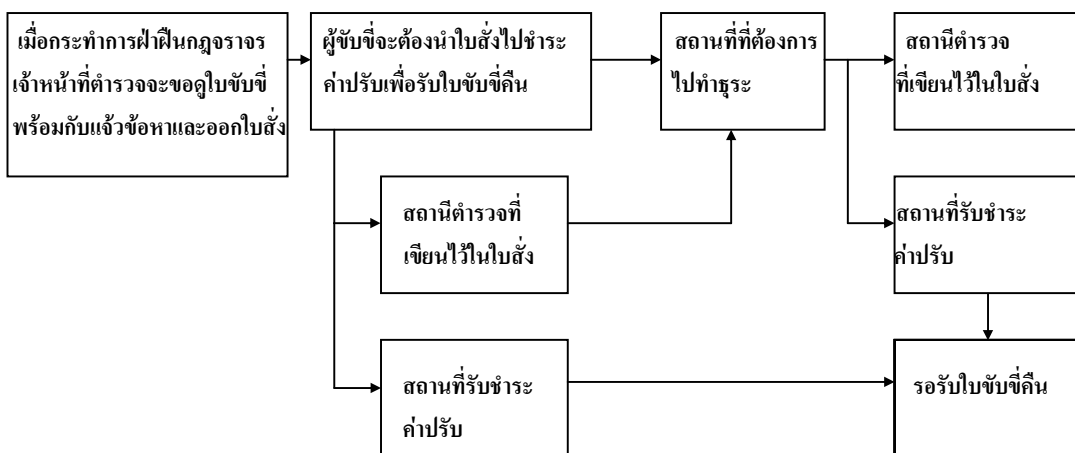 เมื่อกระทำการฝ่าฝืนกฎจราจร
เจ้าหน้าที่ตำรวจจะขอดูใบขับขี่
พร้อมกับแจ้วข้อหาและออกใบสั่ง
ผู้ขับขี่จะต้องนำใบสั่งไปชำระ
ค่าปรับเพื่อรับใบขับขี่คืน
สถานที่ที่ต้องการ
ไปทำธุระ
สถานีตำรวจ
ที่เขียนไว้ในใบสั่ง
สถานีตำรวจที่
เขียนไว้ในใบสั่ง
สถานที่รับชำระ
ค่าปรับ
สถานที่รับชำระ
ค่าปรับ
รอรับใบขับขี่คืน